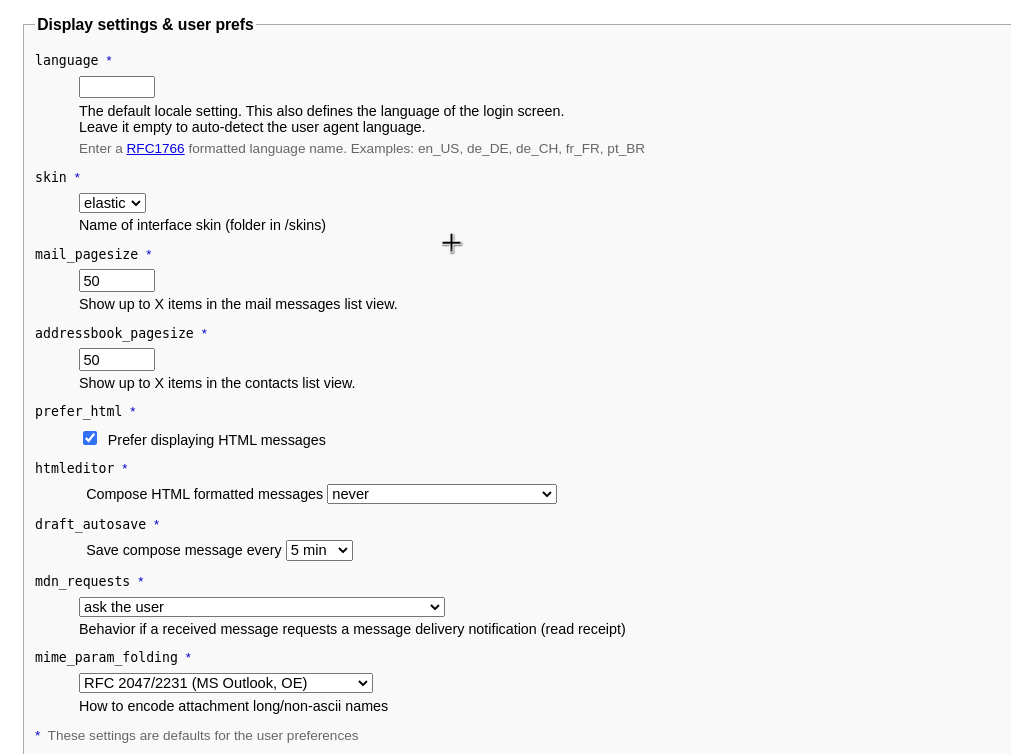 Display settings & user prefs
language *
The default locale setting. This also defines the language of the login screen.
Leave it empty to auto-detect the user agent language.
Enter a RFC1766 formatted language name. Examples: en_US, de_DE, de_CH, fr_FR, pt_BR
skin *
elastic
Name of interface skin (folder in /skins)
mail_pagesize *
50
Show up to X items in the mail messages list view.
addressbook_pagesize *
50
Show up to X items in the contacts list view.
prefer_html *
Prefer displaying HTML messages
htmleditor *
Compose HTML formatted messages never
draft_autosave *
Save compose message every 5 min
mdn_requests *
ask the user
Behavior if a received message requests a message delivery notification (read receipt)
mime_param_folding *
RFC 2047/2231 (MS Outlook, OE)
How to encode attachment long/non-ascii names
* These settings are defaults for the user preferences